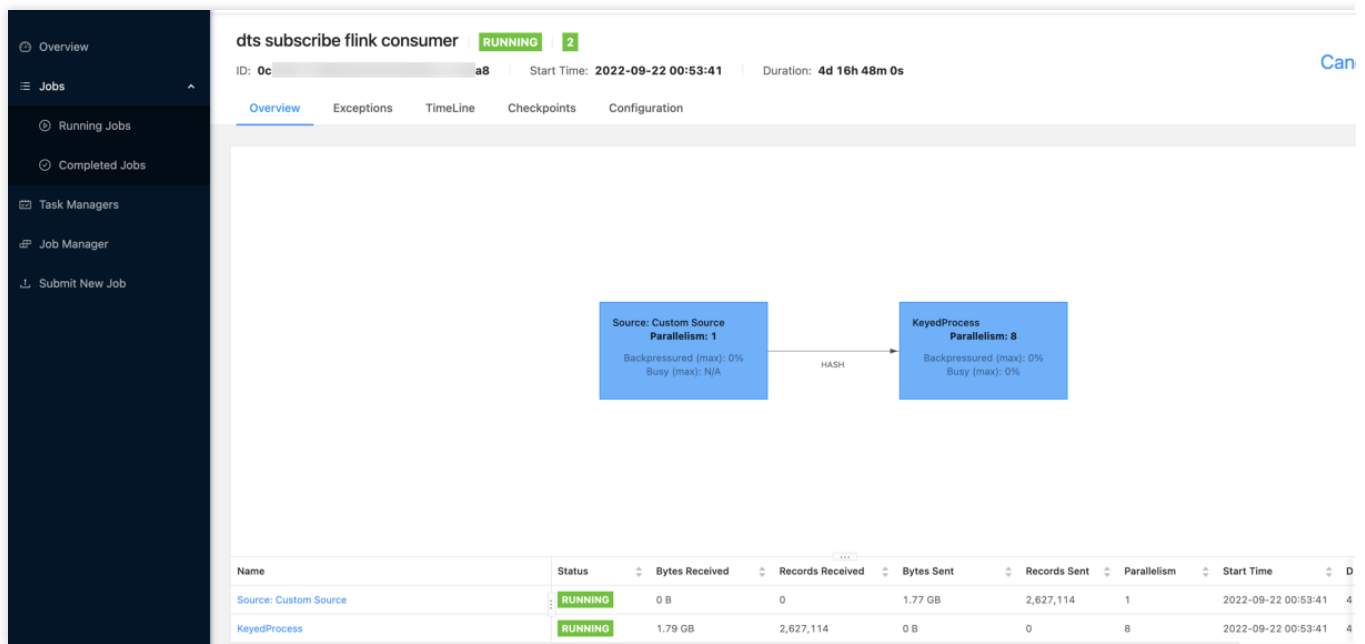 Overview
Jobs
Running Jobs
Completed Jobs
Task Managers
Job Manager
Submit New Job
dts subscribe flink consumer RUNNING 2
ID: 0c a8 Start Time: 2022-09-22 00:53:41 Duration: 4d 16h 48m 0s
Canc
Overview Exceptions TimeLine Checkpoints Configuration
Source: Custom Source
Parallelism: 1
Backpressured (max): 0%
Busy (max): N/A
HASH
KeyedProcess
Parallelism: 8
Backpressured (max): 0%
Busy (max): 0%
Name Status Bytes Received Records Received Bytes Sent Records Sent Parallelism Start Time D
Source: Custom Source RUNNING 0 B 0 1.77 GB 2,627,114 1 2022-09-22 00:53:41 4
KeyedProcess RUNNING 1.79 GB 2,627,114 0 B 0 8 2022-09-22 00:53:41 4